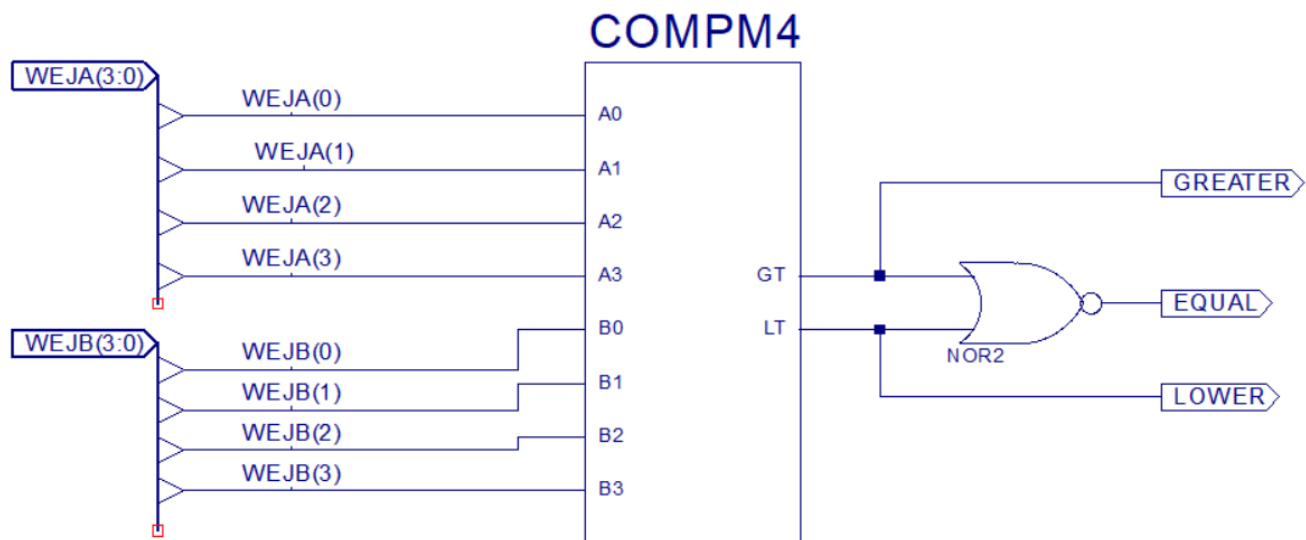 COMPM4
WEJA(3:0)
WEJA(0)
A0
WEJA(1)
A1
WEJA(2)
A2
WEJA(3)
A3
WEJB(3:0)
B0
WEJB(0)
B1
WEJB(1)
B2
WEJB(2)
WEJB(3)
B3
GT
LT
NOR2
GREATER
EQUAL
LOWER